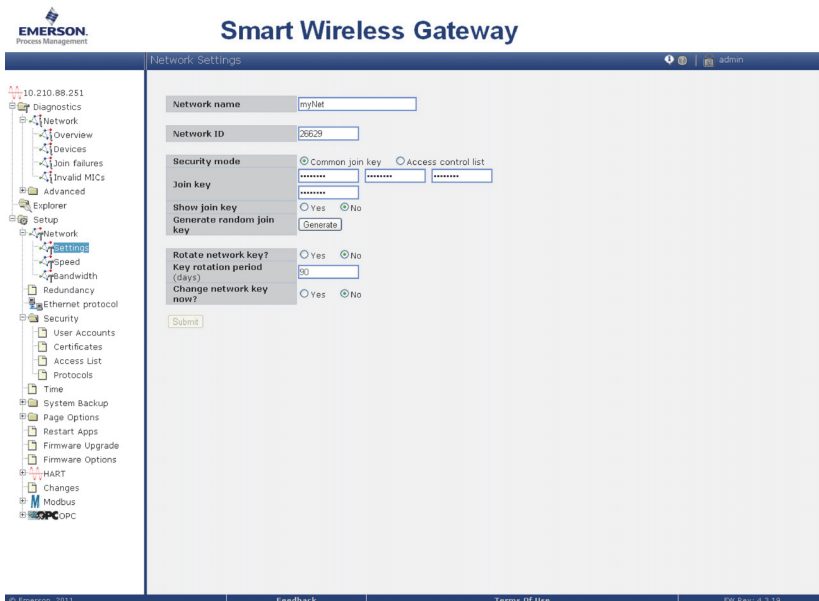 EMERSON.
Process Management
Smart Wireless Gateway
Network Settings
admin
10.210.88.251
Diagnostics
Network
Overview
Devices
Join failures
Invalid MICs
Advanced
Explorer
Setup
Network
Settings
Speed
Bandwidth
Redundancy
Ethernet protocol
Security
User Accounts
Certificates
Access List
Protocols
Time
System Backup
Page Options
Restart Apps
Firmware Upgrade
Firmware Options
HART
Changes
Modbus
OPC OPC
Network name myNet
Network ID 26629
Security mode Common join key Access control list
Join key •••••••• •••••••• ••••••••
••••••••
Show join key Yes No
Generate random join key Generate
Rotate network key? Yes No
Key rotation period (days) 90
Change network key now? Yes No
Submit
© Emerson, 2011 Feedback Terms Of Use